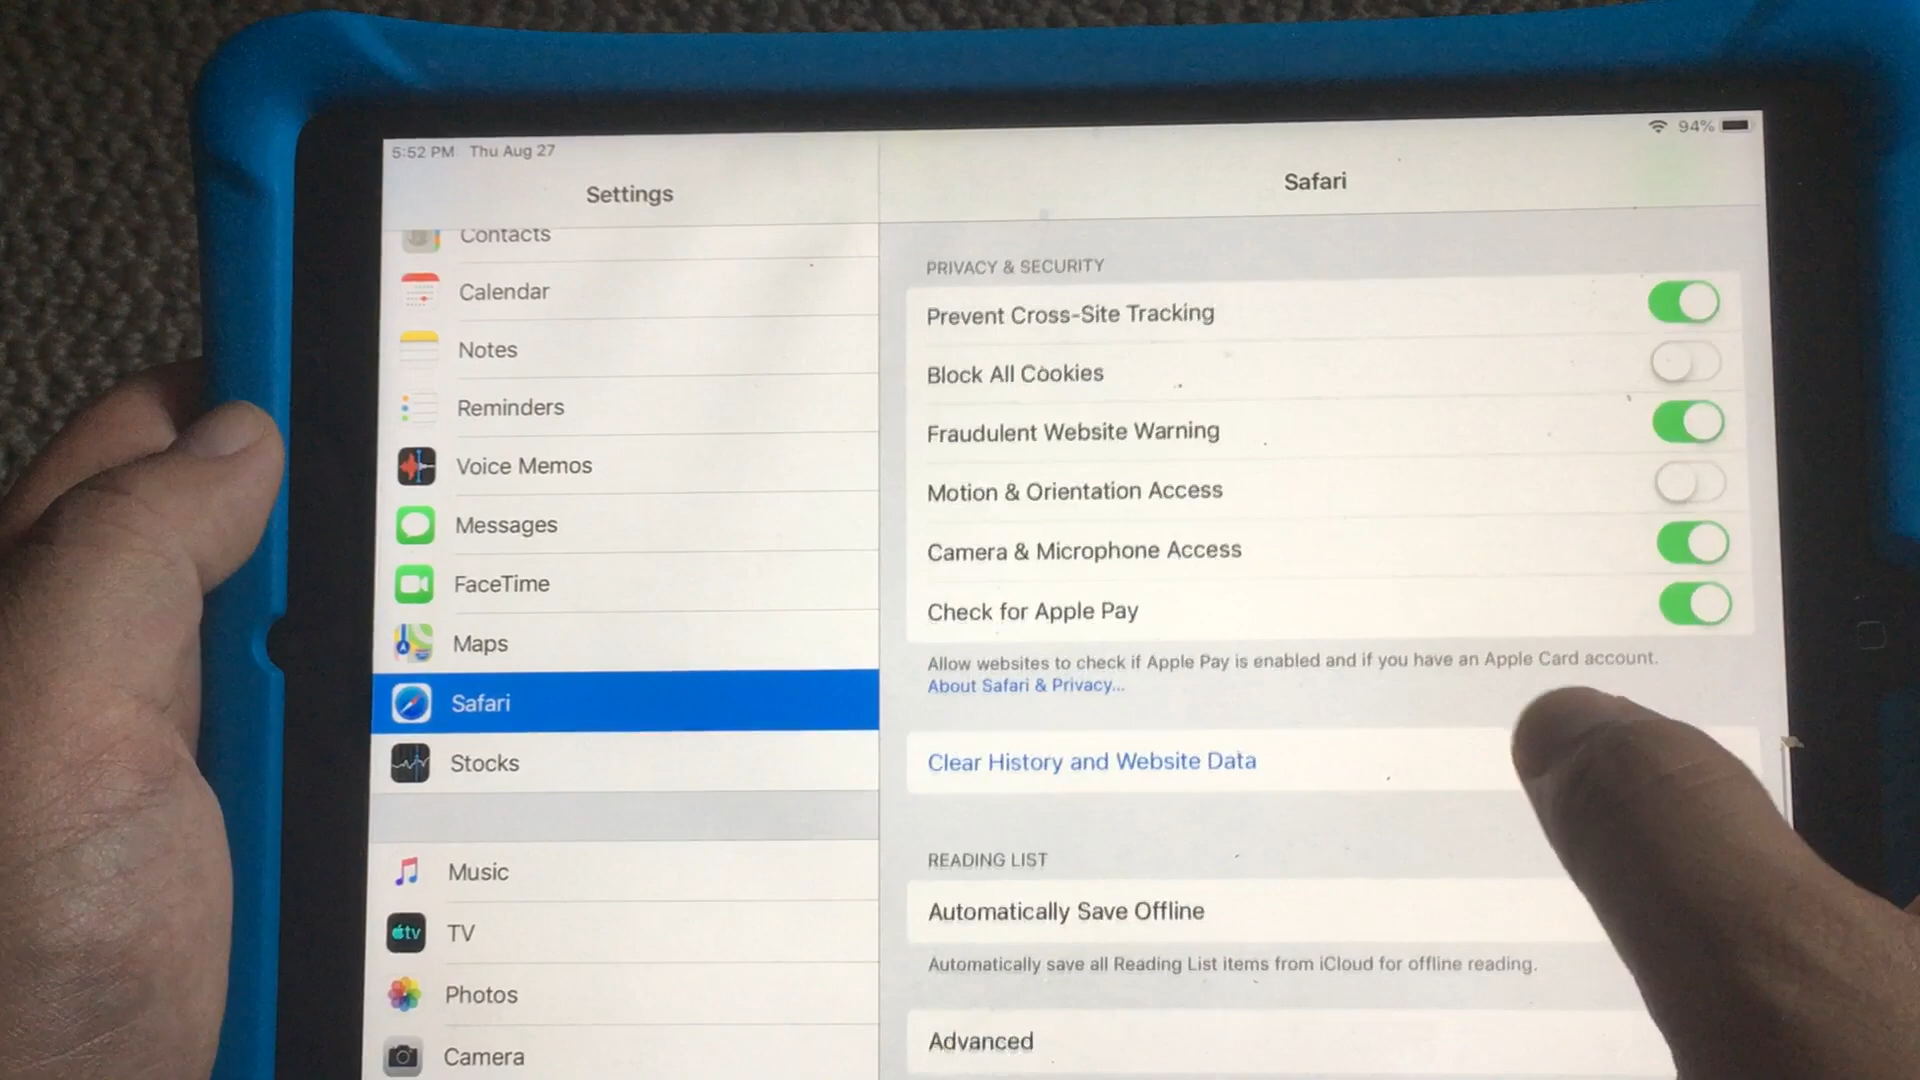 5:52 PM Thu Aug 27
94%
Settings
Contacts
Calendar
Notes
Reminders
Voice Memos
Messages
FaceTime
Maps
Safari
Stocks
Music
tv
TV
Photos
Camera
Safari
PRIVACY & SECURITY
Prevent Cross-Site Tracking
Block All Cookies
Fraudulent Website Warning
Motion & Orientation Access
Camera & Microphone Access
Check for Apple Pay
Allow websites to check if Apple Pay is enabled and if you have an Apple Card account.
About Safari & Privacy...
Clear History and Website Data
READING LIST
Automatically Save Offline
Automatically save all Reading List items from iCloud for offline reading.
Advanced